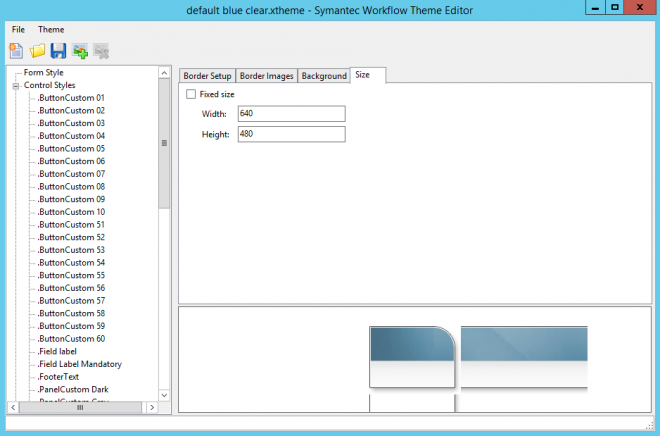 default blue clear.xtheme - Symantec Workflow Theme Editor
File Theme
Form Style
Control Styles
.ButtonCustom 01
.ButtonCustom 02
.ButtonCustom 03
.ButtonCustom 04
.ButtonCustom 05
.ButtonCustom 06
.ButtonCustom 07
.ButtonCustom 08
.ButtonCustom 09
.ButtonCustom 10
.ButtonCustom 51
.ButtonCustom 52
.ButtonCustom 53
.ButtonCustom 54
.ButtonCustom 55
.ButtonCustom 56
.ButtonCustom 57
.ButtonCustom 58
.ButtonCustom 59
.ButtonCustom 60
.Field label
.Field Label Mandatory
.FooterText
.PanelCustom Dark
.PanelCustom Gray
Border Setup Border Images Background Size
Fixed size
Width: 640
Height: 480